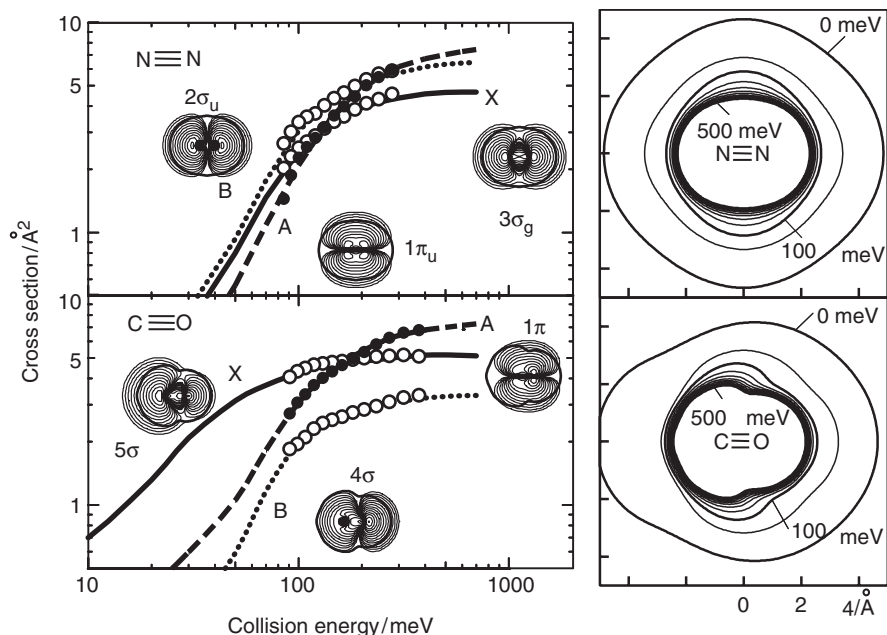 10
N≡N
5
2σu
X
500 meV
N≡N
0 meV
B
A
1πu
3σg
100
meV
1
Cross section/Å2
10
C≡O
A
1π
5
X
0 meV
500 meV
C≡O
5σ
4σ
B
100
meV
1
10
100
1000
0
2
4/Å
Collision energy/meV